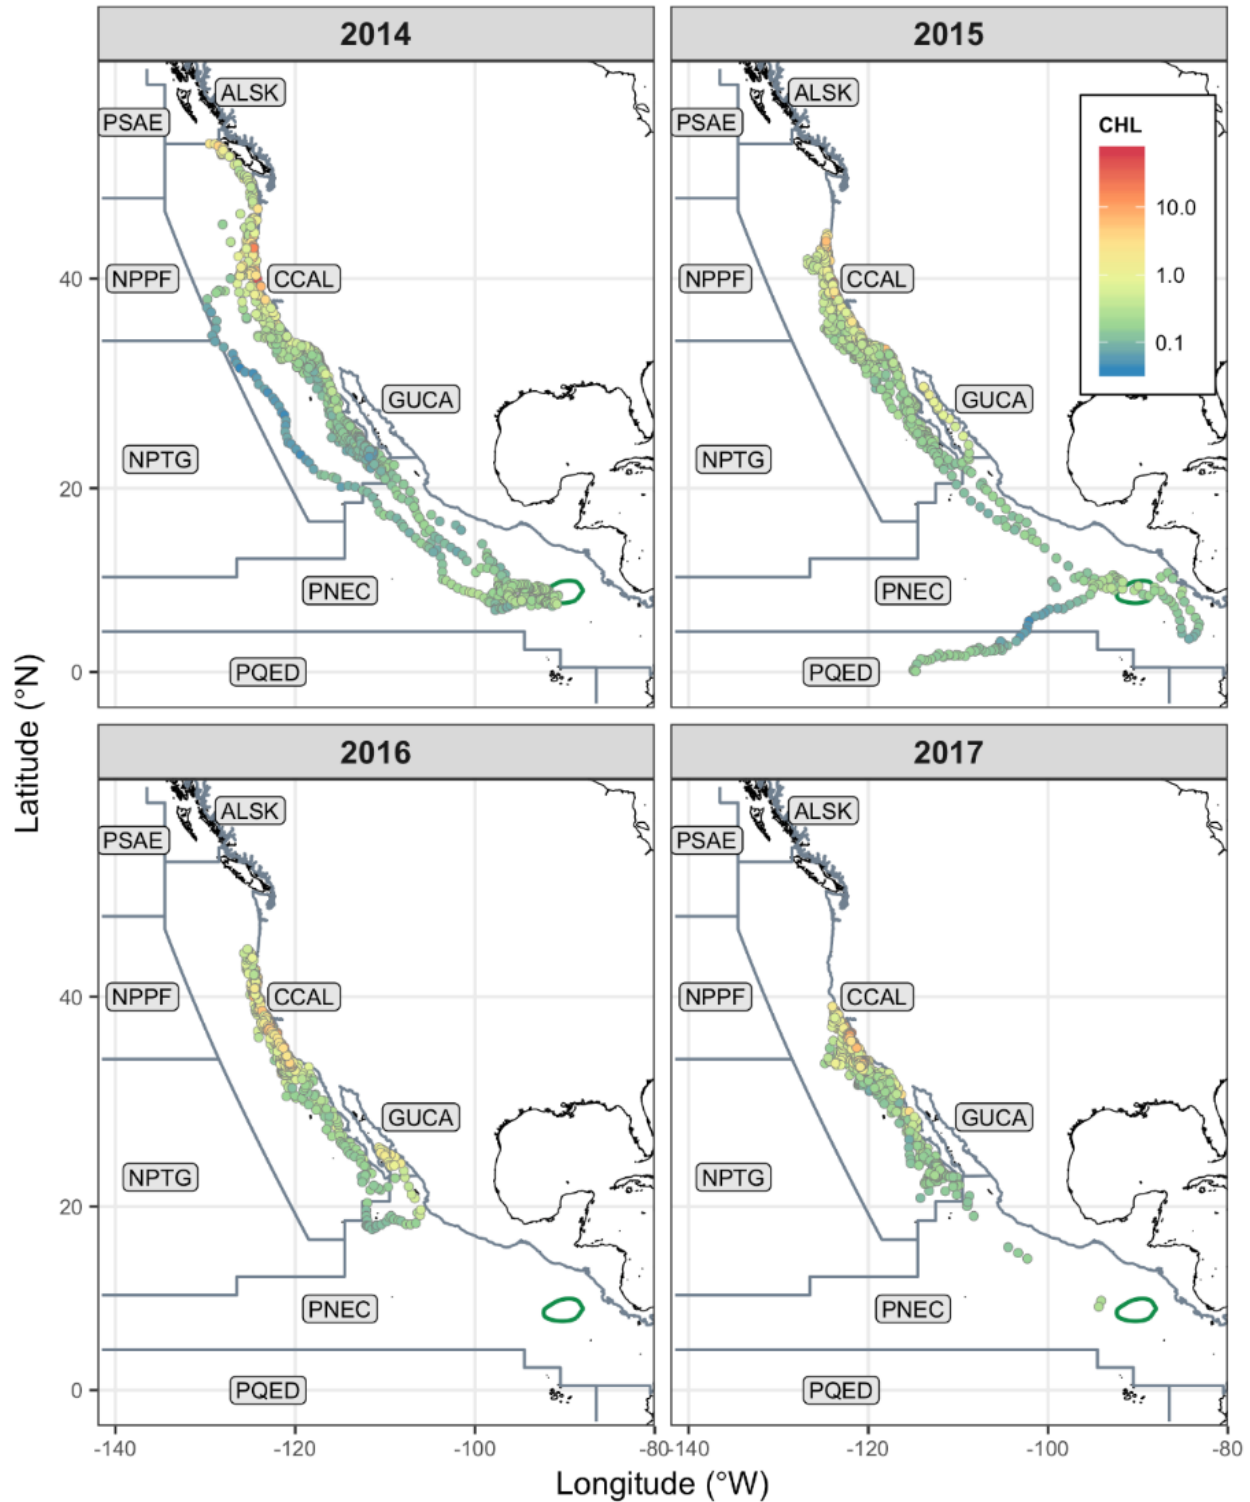 2014
2015
ALSK
PSAE
NPPF
CCAL
GUCA
NPTG
PNEC
PQED
40
20
0
ALSK
PSAE
NPPF
CCAL
GUCA
NPTG
PNEC
PQED
CHL
10.0
1.0
0.1
2016
2017
ALSK
PSAE
NPPF
CCAL
GUCA
NPTG
PNEC
PQED
40
20
0
ALSK
PSAE
NPPF
CCAL
GUCA
NPTG
PNEC
PQED
-140
-120
-100
-80
-140
-120
-100
-80
Longitude (°W)
Latitude (°N)